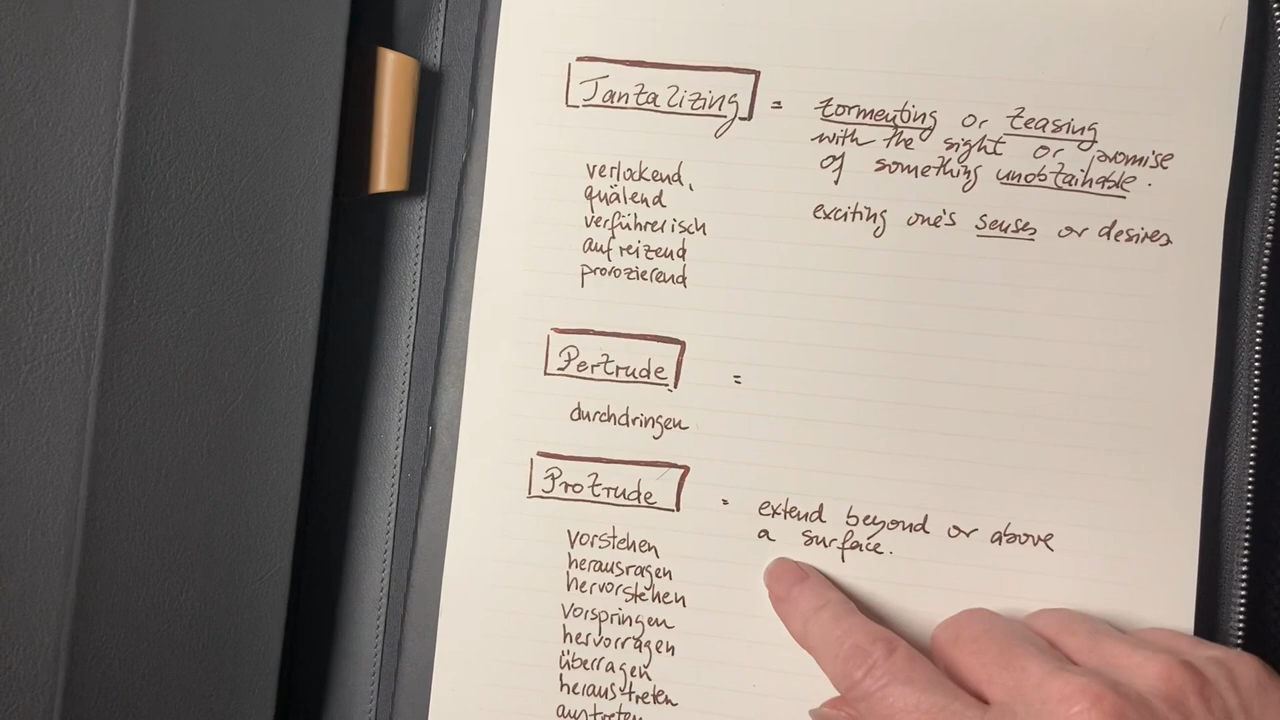 Tantalizing = tormenting or teasing
with the sight or promise
of something unobtainable.
verlockend,
quälend
verführerisch
aufreizend
provozierend
exciting one's senses or desires
Pertrude =
durchdringen
Protrude = extend beyond or above
a surface.
vorstehen
herausragen
hervorstehen
vorspringen
hervorragen
überragen
heraustreten
austreten